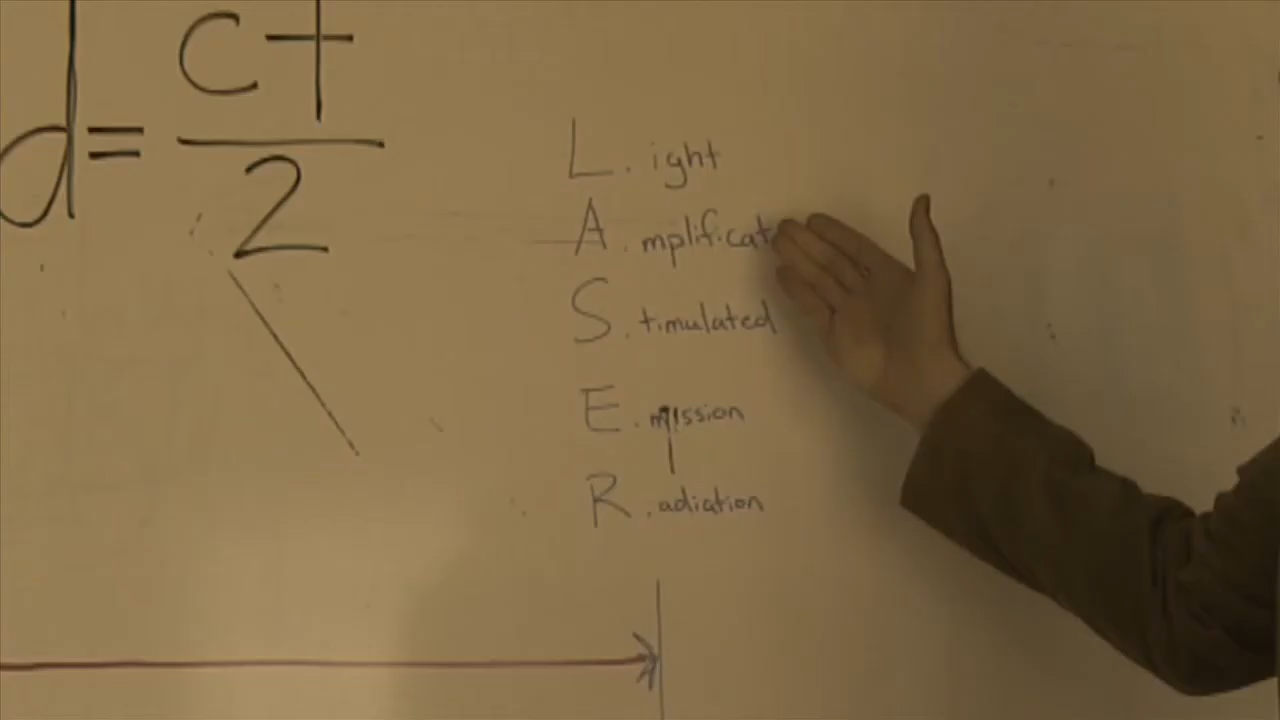 d = ct
2
L. ight
A. mplificat
S. timulated
E. mission
R. adiation